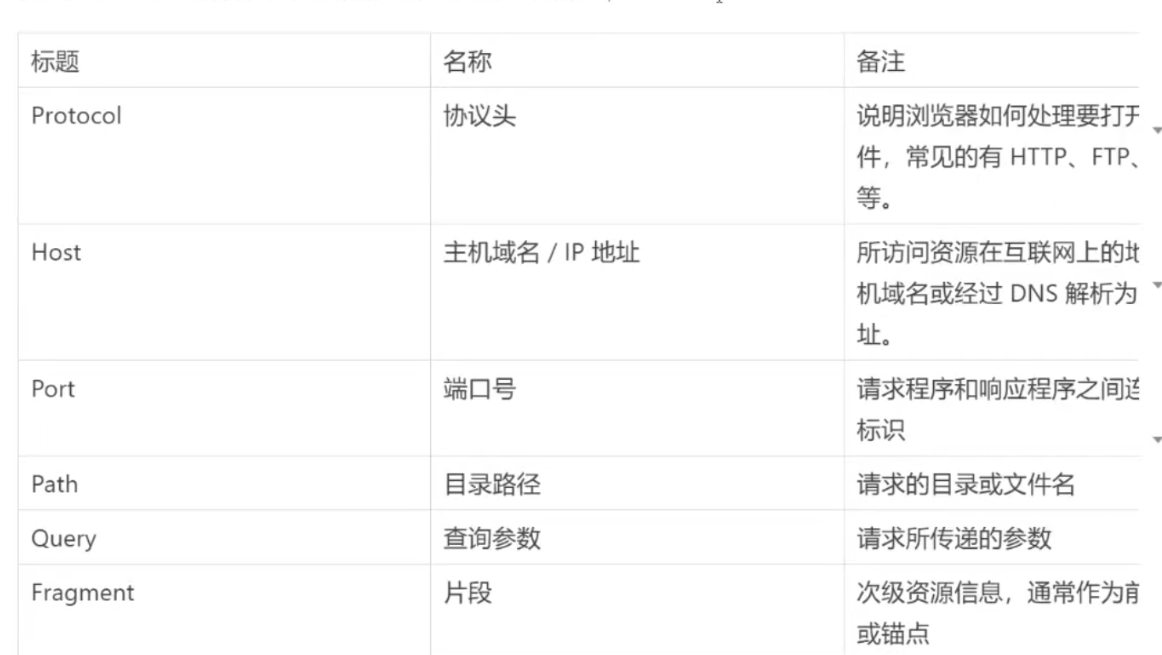 标题 名称 备注
Protocol 协议头 说明浏览器如何处理要打开
件，常见的有 HTTP、FTP、
等。
Host 主机域名 / IP 地址 所访问资源在互联网上的地
机域名或经过 DNS 解析为
址。
Port 端口号 请求程序和响应程序之间连
标识
Path 目录路径 请求的目录或文件名
Query 查询参数 请求所传递的参数
Fragment 片段 次级资源信息，通常作为前
或锚点